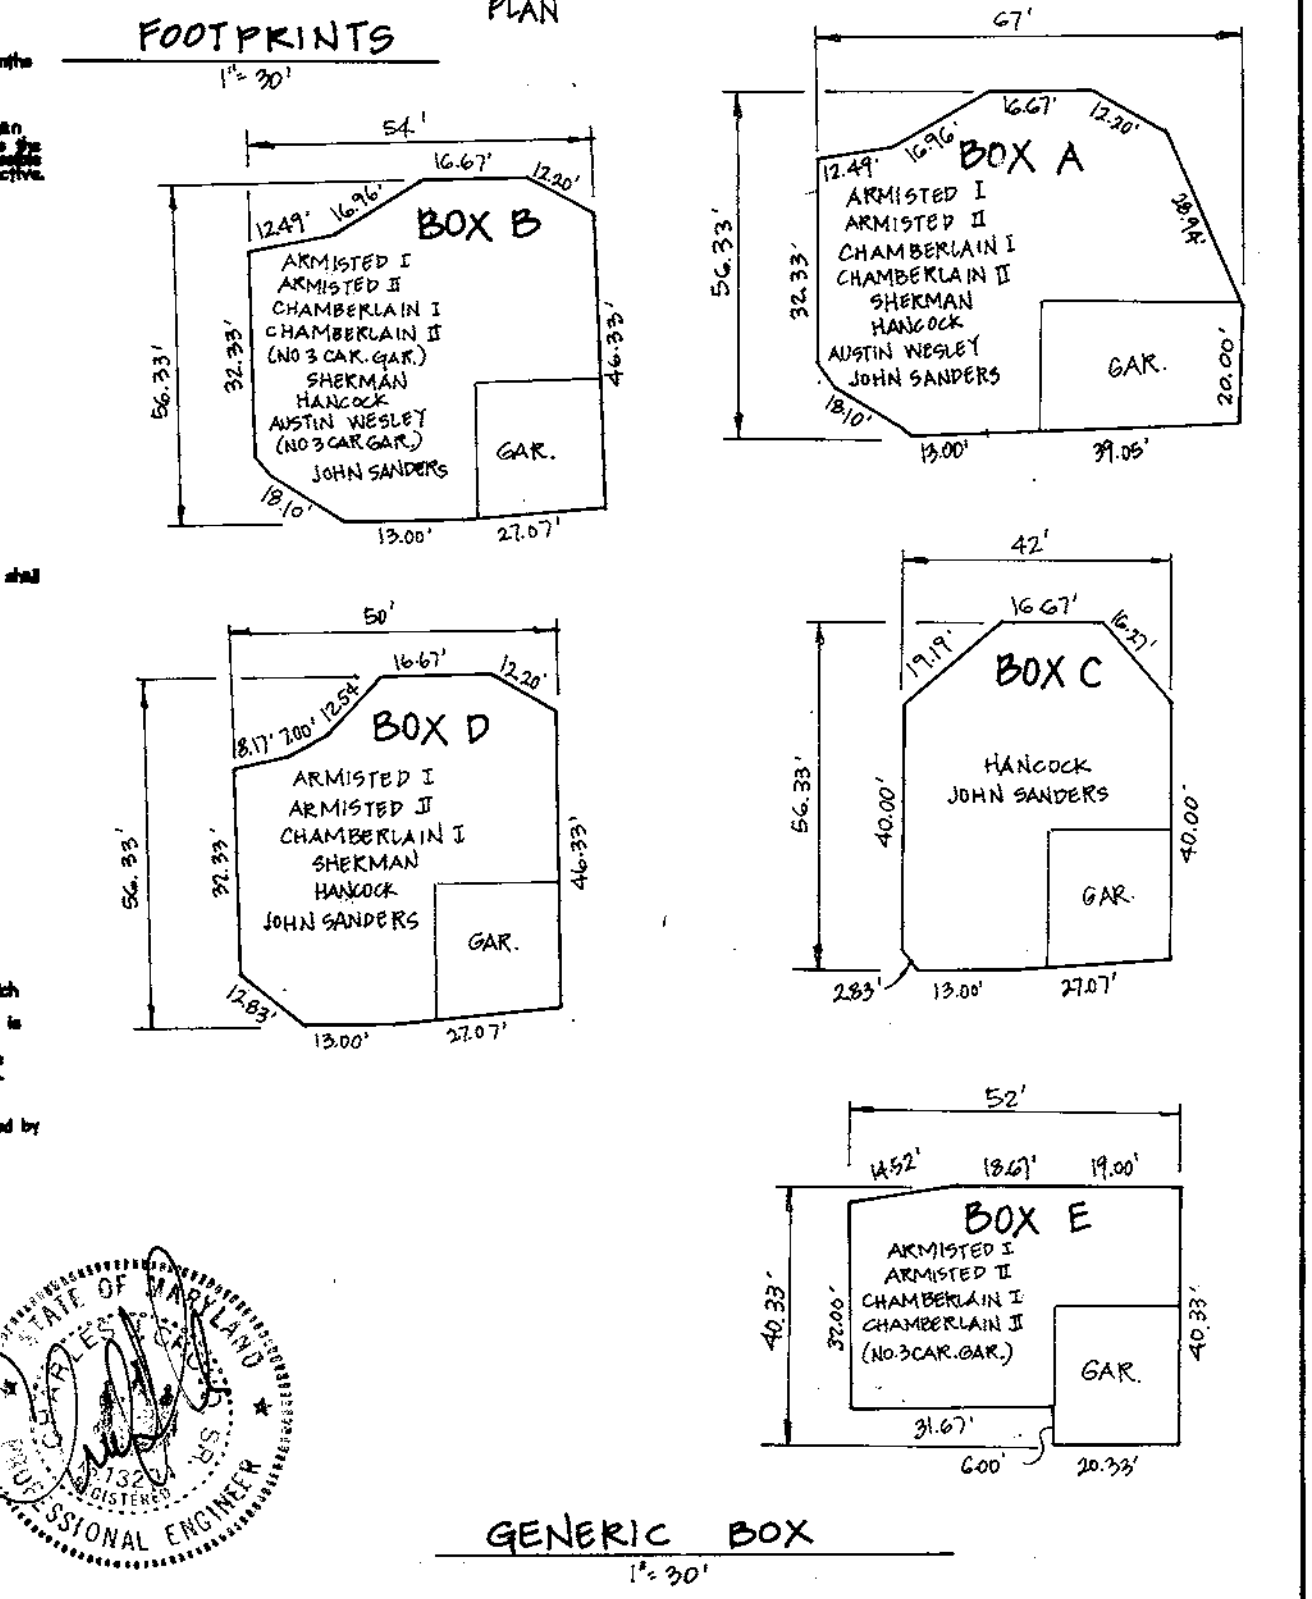 PLAN
FOOTPRINTS
1"= 30'
54'
16.67'
12.20'
16.96'
12.49'
BOX B
ARMISTED I
ARMISTED II
CHAMBERLAIN I
CHAMBERLAIN II
(NO 3 CAR. GAR.)
SHERMAN
HANCOCK
AUSTIN WESLEY
(NO 3 CAR GAR.)
JOHN SANDERS
56.33'
32.33'
46.33'
GAR.
18.10'
13.00'
27.07'
67'
16.67'
12.20'
16.96'
12.49'
BOX A
ARMISTED I
ARMISTED II
CHAMBERLAIN I
CHAMBERLAIN II
SHERMAN
HANCOCK
AUSTIN WESLEY
JOHN SANDERS
56.33'
32.33'
28.94'
GAR.
20.00'
18.10'
13.00'
39.05'
shall
50'
16.67'
12.20'
12.54'
7.00'
18.17'
BOX D
ARMISTED I
ARMISTED II
CHAMBERLAIN I
SHERMAN
HANCOCK
JOHN SANDERS
56.33'
32.33'
46.33'
GAR.
12.83'
13.00'
27.07'
42'
16.67'
19.19'
16.27'
BOX C
HANCOCK
JOHN SANDERS
56.33'
40.00'
40.00'
GAR.
2.83'
13.00'
27.07'
is
by
52'
14.52'
18.67'
19.00'
BOX E
ARMISTED I
ARMISTED II
CHAMBERLAIN I
CHAMBERLAIN II
(NO. 3 CAR. GAR.)
40.33'
32.00'
40.33'
GAR.
31.67'
6.00'
20.33'
STATE OF MARYLAND
CHARLES
SR.
REGISTERED
PROFESSIONAL ENGINEER
GENERIC BOX
1"= 30'